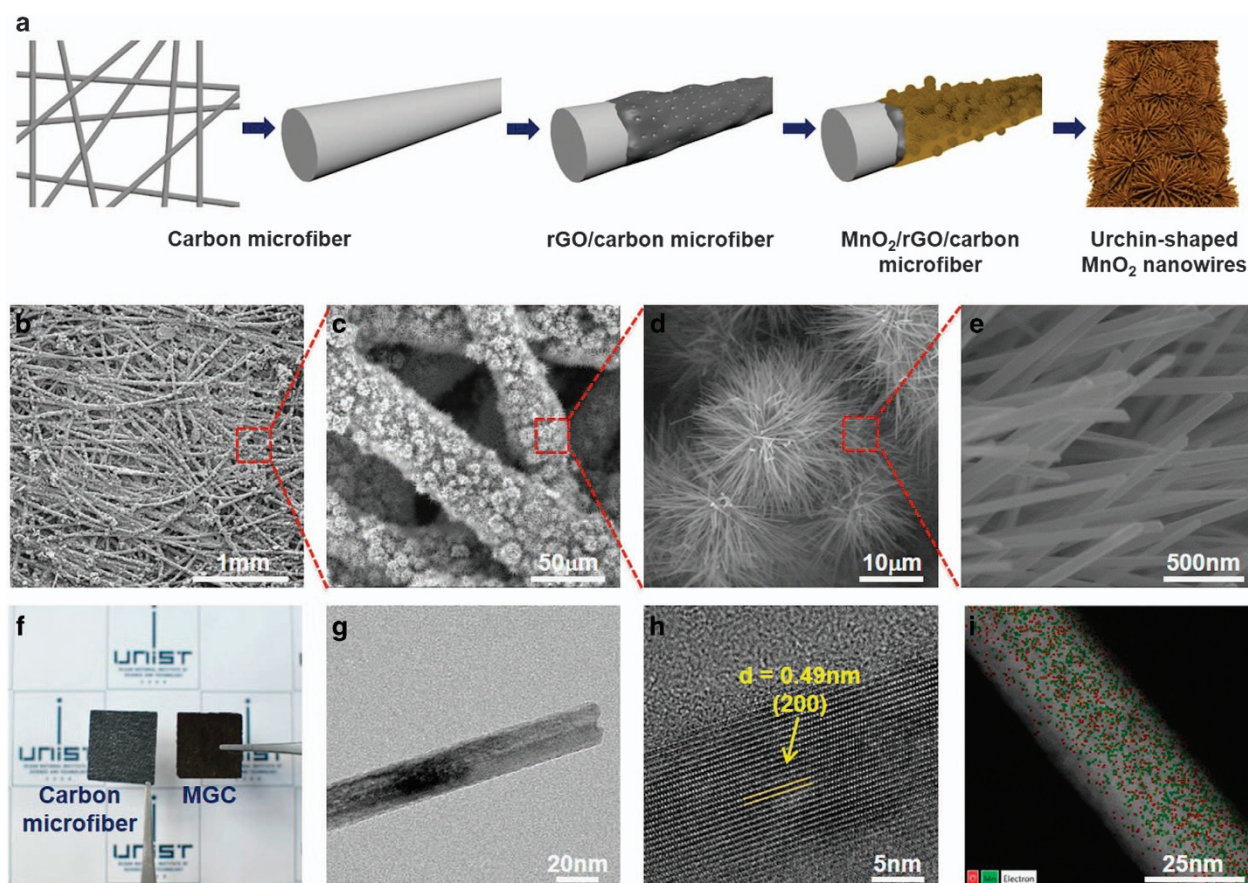 a
Carbon microfiber
rGO/carbon microfiber
MnO₂/rGO/carbon
microfiber
Urchin-shaped
MnO₂ nanowires
b
1mm
c
50μm
d
10μm
e
500nm
f
UNIST
UNIST
Carbon
microfiber
MGC
UNIST
g
20nm
h
d = 0.49nm
(200)
5nm
i
O Mn Electron
25nm